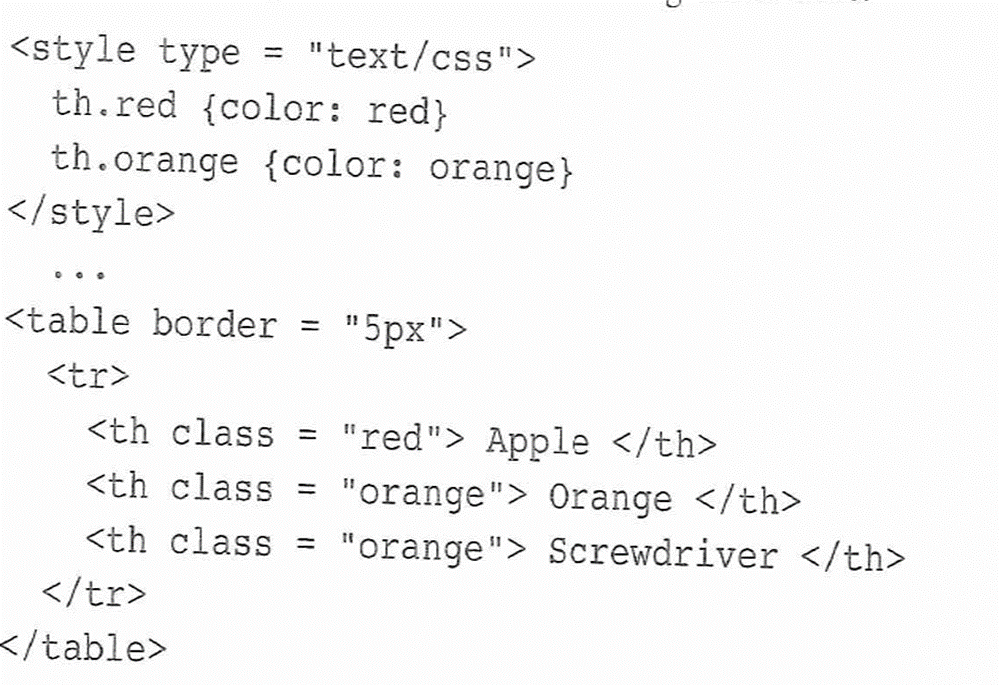 <style type = "text/css">
  th.red {color: red}
  th.orange {color: orange}
</style>
  ...
<table border = "5px">
  <tr>
    <th class = "red"> Apple </th>
    <th class = "orange"> Orange </th>
    <th class = "orange"> Screwdriver </th>
  </tr>
</table>